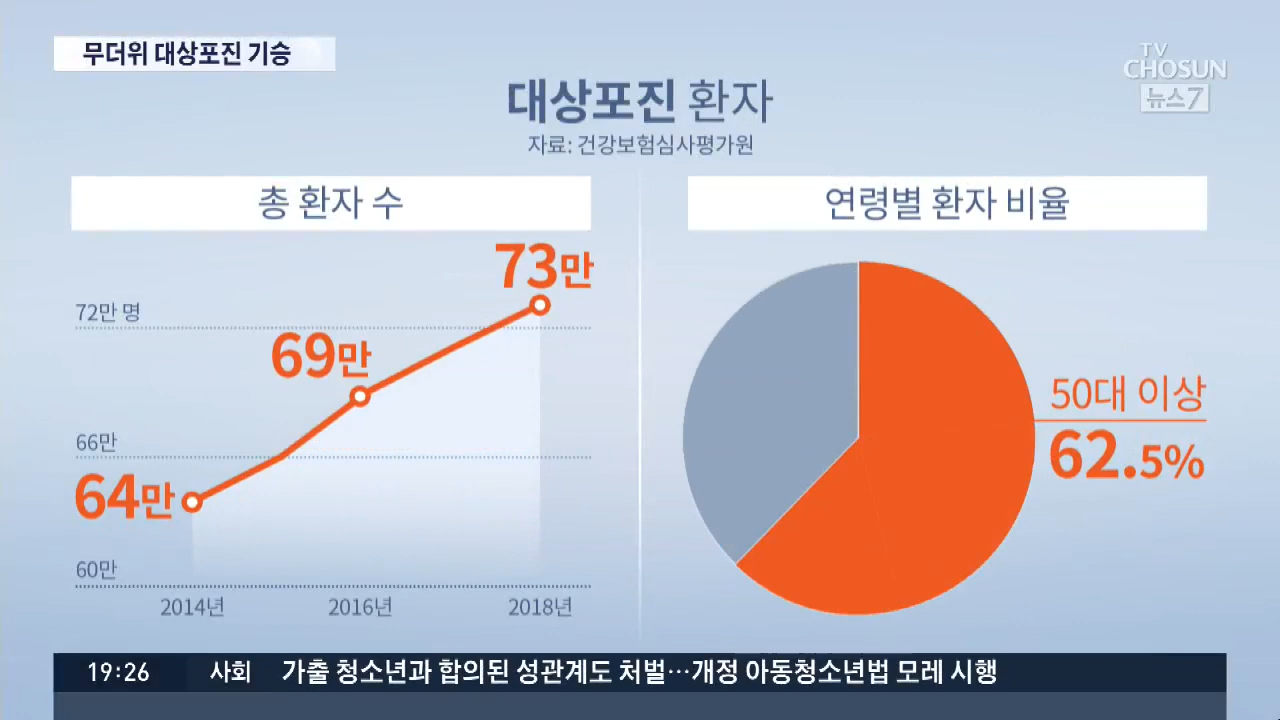 무더위 대상포진 기승
TV
CHOSUN
뉴스7
대상포진 환자
자료: 건강보험심사평가원
총 환자 수
73만
72만 명
69만
66만
64만
60만
2014년 2016년 2018년
연령별 환자 비율
50대 이상
62.5%
19:26 사회 가출 청소년과 합의된 성관계도 처벌…개정 아동청소년법 모레 시행